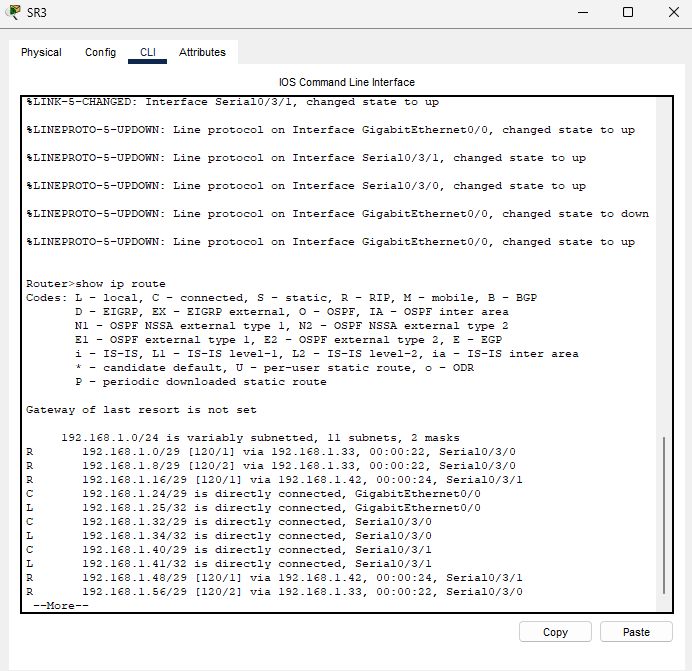 SR3
Physical Config CLI Attributes
IOS Command Line Interface
%LINK-5-CHANGED: Interface Serial0/3/1, changed state to up
%LINEPROTO-5-UPDOWN: Line protocol on Interface GigabitEthernet0/0, changed state to up
%LINEPROTO-5-UPDOWN: Line protocol on Interface Serial0/3/1, changed state to up
%LINEPROTO-5-UPDOWN: Line protocol on Interface Serial0/3/0, changed state to up
%LINEPROTO-5-UPDOWN: Line protocol on Interface GigabitEthernet0/0, changed state to down
%LINEPROTO-5-UPDOWN: Line protocol on Interface GigabitEthernet0/0, changed state to up
Router>show ip route
Codes: L - local, C - connected, S - static, R - RIP, M - mobile, B - BGP
D - EIGRP, EX - EIGRP external, O - OSPF, IA - OSPF inter area
N1 - OSPF NSSA external type 1, N2 - OSPF NSSA external type 2
E1 - OSPF external type 1, E2 - OSPF external type 2, E - EGP
i - IS-IS, L1 - IS-IS level-1, L2 - IS-IS level-2, ia - IS-IS inter area
* - candidate default, U - per-user static route, o - ODR
P - periodic downloaded static route
Gateway of last resort is not set
192.168.1.0/24 is variably subnetted, 11 subnets, 2 masks
R 192.168.1.0/29 [120/1] via 192.168.1.33, 00:00:22, Serial0/3/0
R 192.168.1.8/29 [120/2] via 192.168.1.33, 00:00:22, Serial0/3/0
R 192.168.1.16/29 [120/1] via 192.168.1.42, 00:00:24, Serial0/3/1
C 192.168.1.24/29 is directly connected, GigabitEthernet0/0
L 192.168.1.25/32 is directly connected, GigabitEthernet0/0
C 192.168.1.32/29 is directly connected, Serial0/3/0
L 192.168.1.34/32 is directly connected, Serial0/3/0
C 192.168.1.40/29 is directly connected, Serial0/3/1
L 192.168.1.41/32 is directly connected, Serial0/3/1
R 192.168.1.48/29 [120/1] via 192.168.1.42, 00:00:24, Serial0/3/1
R 192.168.1.56/29 [120/2] via 192.168.1.33, 00:00:22, Serial0/3/0
--More--
Copy Paste